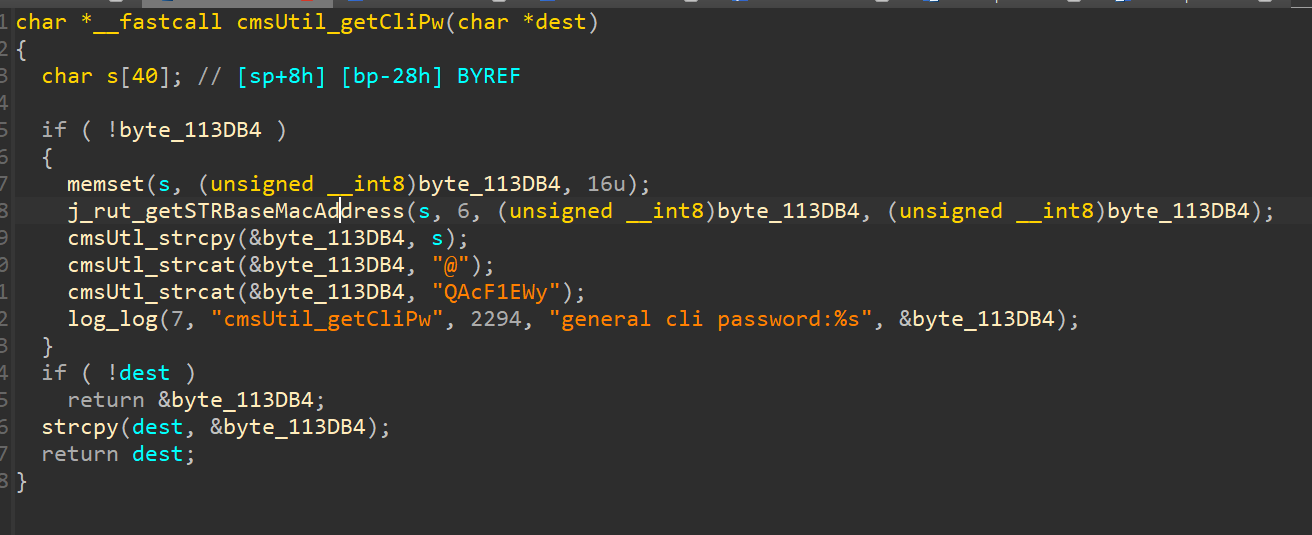 1 char *__fastcall cmsUtil_getCliPw(char *dest)
2 {
3 char s[40]; // [sp+8h] [bp-28h] BYREF
4
5 if ( !byte_113DB4 )
6 {
7 memset(s, (unsigned __int8)byte_113DB4, 16u);
8 j_rut_getSTRBaseMacAddress(s, 6, (unsigned __int8)byte_113DB4, (unsigned __int8)byte_113DB4);
9 cmsUtl_strcpy(&byte_113DB4, s);
0 cmsUtl_strcat(&byte_113DB4, "@");
1 cmsUtl_strcat(&byte_113DB4, "QAcF1EWy");
2 log_log(7, "cmsUtil_getCliPw", 2294, "general cli password:%s", &byte_113DB4);
3 }
4 if ( !dest )
5 return &byte_113DB4;
6 strcpy(dest, &byte_113DB4);
7 return dest;
8 }